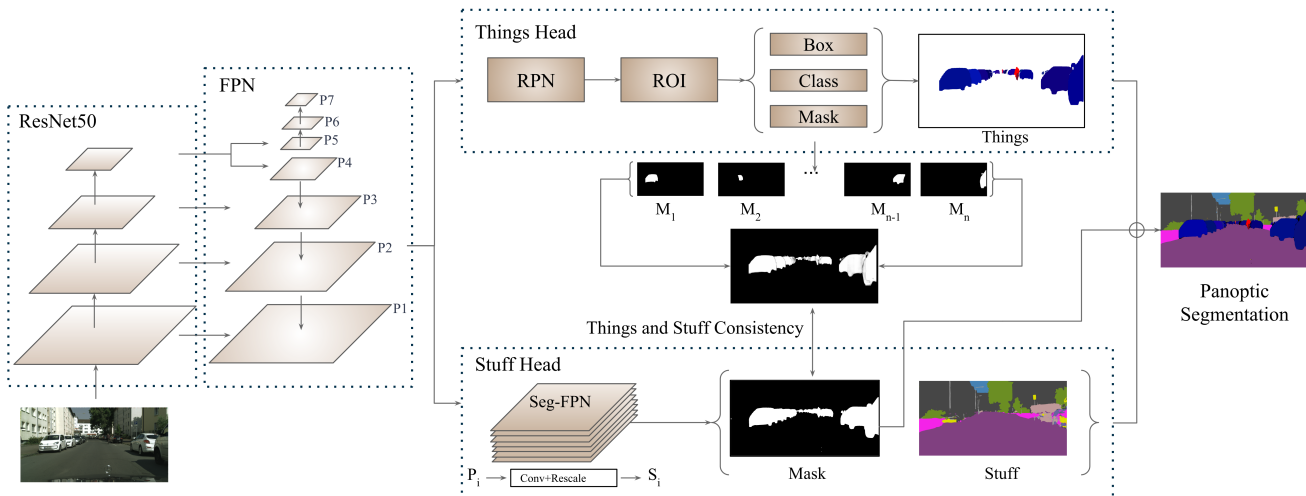 ResNet50
FPN
P7
P6
P5
P4
P3
P2
P1
Things Head
RPN
ROI
Box
Class
Mask
Things
...
M1
M2
Mn-1
Mn
Things and Stuff Consistency
Stuff Head
Seg-FPN
Pi
Conv+Rescale
Si
Mask
Stuff
Panoptic
Segmentation